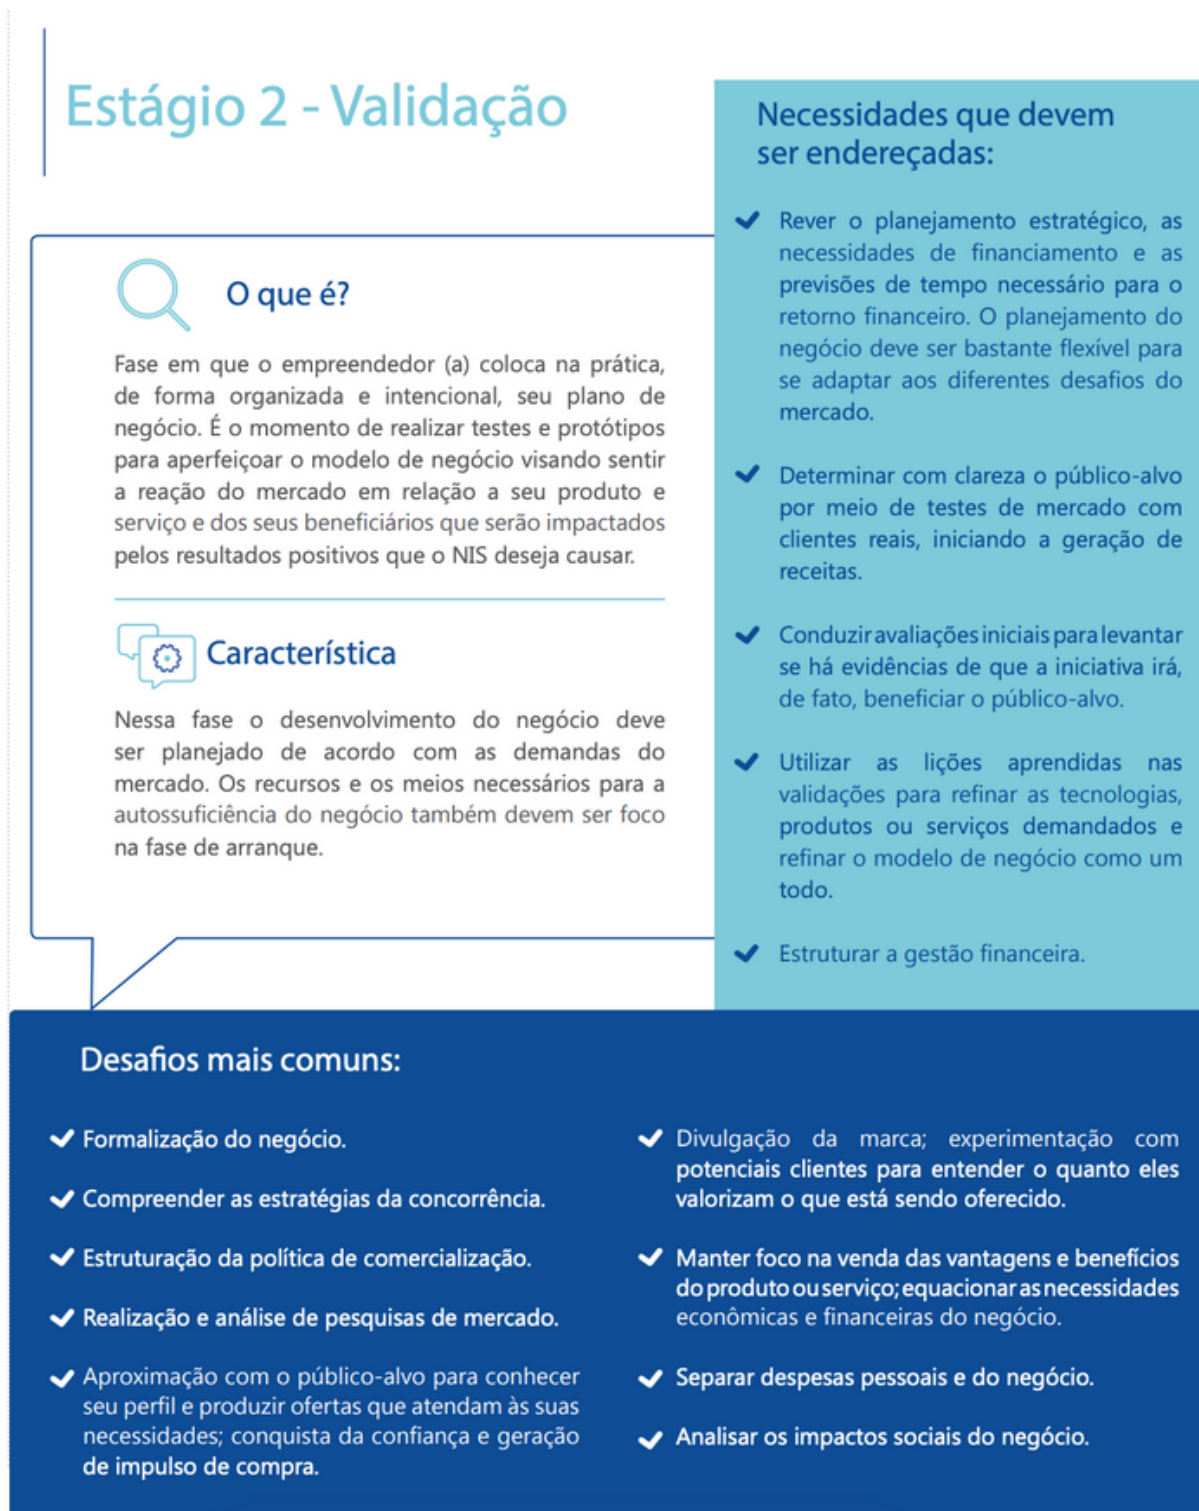 Estágio 2 - Validação
O que é?
Fase em que o empreendedor (a) coloca na prática,
de forma organizada e intencional, seu plano de
negócio. É o momento de realizar testes e protótipos
para aperfeiçoar o modelo de negócio visando sentir
a reação do mercado em relação a seu produto e
serviço e dos seus beneficiários que serão impactados
pelos resultados positivos que o NIS deseja causar.
Característica
Nessa fase o desenvolvimento do negócio deve
ser planejado de acordo com as demandas do
mercado. Os recursos e os meios necessários para a
autossuficiência do negócio também devem ser foco
na fase de arranque.
Necessidades que devem
ser endereçadas:
Rever o planejamento estratégico, as
necessidades de financiamento e as
previsões de tempo necessário para o
retorno financeiro. O planejamento do
negócio deve ser bastante flexível para
se adaptar aos diferentes desafios do
mercado.
Determinar com clareza o público-alvo
por meio de testes de mercado com
clientes reais, iniciando a geração de
receitas.
Conduzir avaliações iniciais para levantar
se há evidências de que a iniciativa irá,
de fato, beneficiar o público-alvo.
Utilizar as lições aprendidas nas
validações para refinar as tecnologias,
produtos ou serviços demandados e
refinar o modelo de negócio como um
todo.
Estruturar a gestão financeira.
Desafios mais comuns:
Formalização do negócio.
Compreender as estratégias da concorrência.
Estruturação da política de comercialização.
Realização e análise de pesquisas de mercado.
Aproximação com o público-alvo para conhecer
seu perfil e produzir ofertas que atendam às suas
necessidades; conquista da confiança e geração
de impulso de compra.
Divulgação da marca; experimentação com
potenciais clientes para entender o quanto eles
valorizam o que está sendo oferecido.
Manter foco na venda das vantagens e benefícios
do produto ou serviço; equacionar as necessidades
econômicas e financeiras do negócio.
Separar despesas pessoais e do negócio.
Analisar os impactos sociais do negócio.